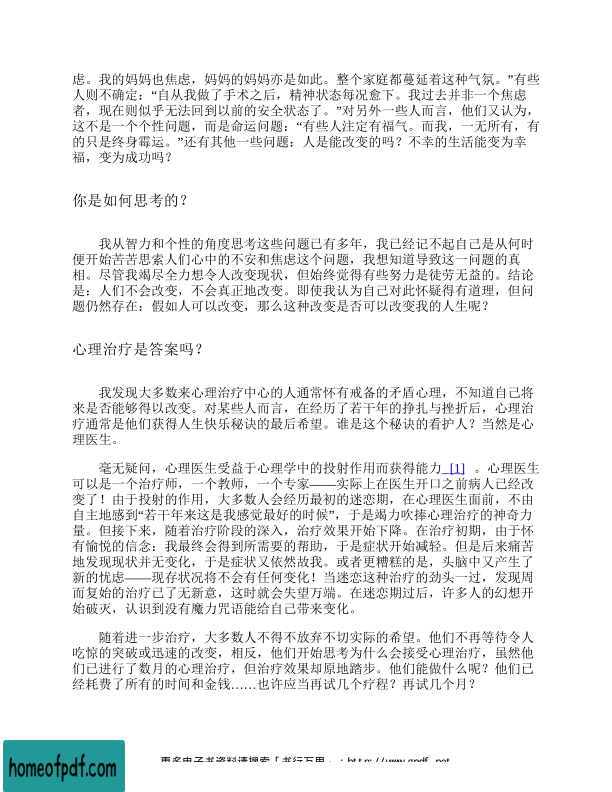 虑。我的妈妈也焦虑，妈妈的妈妈亦是如此。整个家庭都蔓延着这种气氛。”有些
人则不确定：“自从我做了手术之后，精神状态每况愈下。我过去并非一个焦虑
者，现在则似乎无法回到以前的安全状态了。”对另外一些人而言，他们又认为，
这不是一个个性问题，而是命运问题：“有些人注定有福气。而我，一无所有，有
的只是终身霉运。”还有其他一些问题：人是能改变的吗？不幸的生活能变为幸
福，变为成功吗？
你是如何思考的？
我从智力和个性的角度思考这些问题已有多年，我已经记不起自己是从何时
便开始苦苦思索人们心中的不安和焦虑这个问题，我想知道导致这一问题的真
相。尽管我竭尽全力想令人改变现状，但始终觉得有些努力是徒劳无益的。结论
是：人们不会改变，不会真正地改变。即使我认为自己对此怀疑得有道理，但问
题仍然存在：假如人可以改变，那么这种改变是否可以改变我的人生呢？
心理治疗是答案吗？
我发现大多数来心理治疗中心的人通常怀有戒备的矛盾心理，不知道自己将
来是否能够得以改变。对某些人而言，在经历了若干年的挣扎与挫折后，心理治
疗通常是他们获得人生快乐秘诀的最后希望。谁是这个秘诀的看护人？当然是心
理医生。
毫无疑问，心理医生受益于心理学中的投射作用而获得能力 [1] 。心理医生
可以是一个治疗师，一个教师，一个专家——实际上在医生开口之前病人已经改
变了！由于投射的作用，大多数人会经历最初的迷恋期，在心理医生面前，不由
自主地感到“若干年来这是我感觉最好的时候”，于是竭力吹捧心理治疗的神奇力
量。但接下来，随着治疗阶段的深入，治疗效果开始下降。在治疗初期，由于怀
有愉悦的信念：我最终会得到所需要的帮助，于是症状开始减轻。但是后来痛苦
地发现现状并无变化，于是症状又依然故我。或者更糟糕的是，头脑中又产生了
新的忧虑——现存状况将不会有任何变化！当迷恋这种治疗的劲头一过，发现周
而复始的治疗已了无新意，这时就会失望万端。在迷恋期过后，许多人的幻想开
始破灭，认识到没有魔力咒语能给自己带来变化。
随着进一步治疗，大多数人不得不放弃不切实际的希望。他们不再等待令人
吃惊的突破或迅速的改变，相反，他们开始思考为什么会接受心理治疗，虽然他
们已进行了数月的心理治疗，但治疗效果却原地踏步。他们能做什么呢？他们已
经耗费了所有的时间和金钱……也许应当再试几个疗程？再试几个月？
更多电子书资料请搜索「书行万里
homeofpdf.com